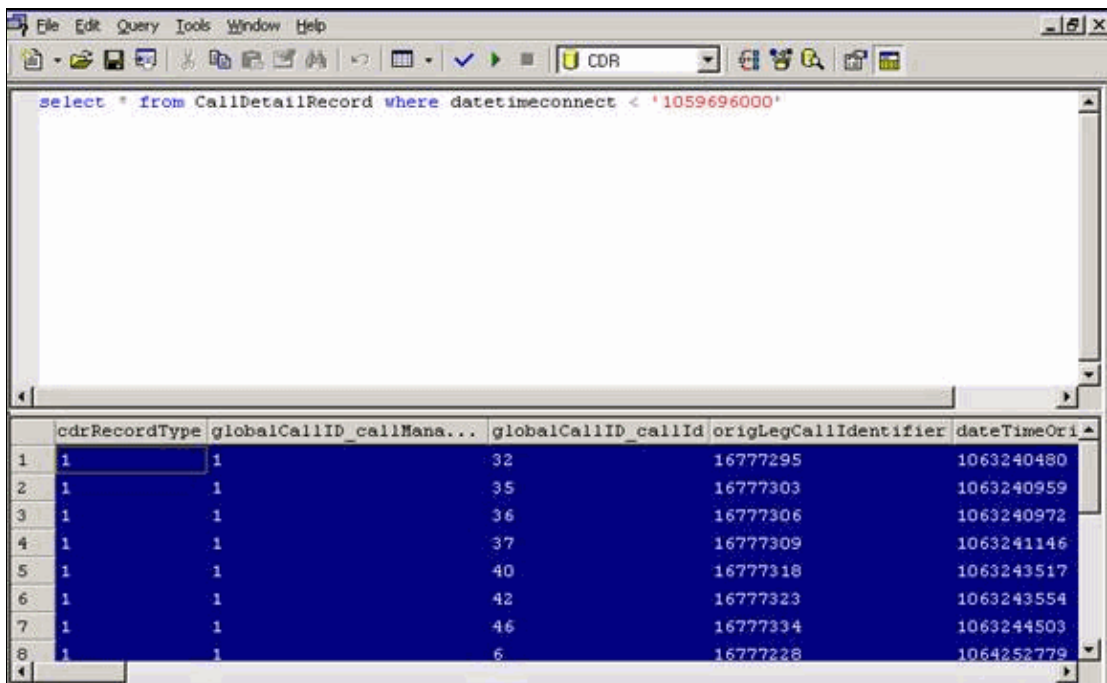 File Edit Query Tools Window Help
CDR
select * from CallDetailRecord where datetimeconnect < '1059696000'
cdrRecordType globalCallID_callMana... globalCallID_callId origLegCallIdentifier dateTimeOri
1 1 1 32 16777295 1063240480
2 1 1 35 16777303 1063240959
3 1 1 36 16777306 1063240972
4 1 1 37 16777309 1063241146
5 1 1 40 16777318 1063243517
6 1 1 42 16777323 1063243554
7 1 1 46 16777334 1063244503
8 1 1 6 16777228 1064252779